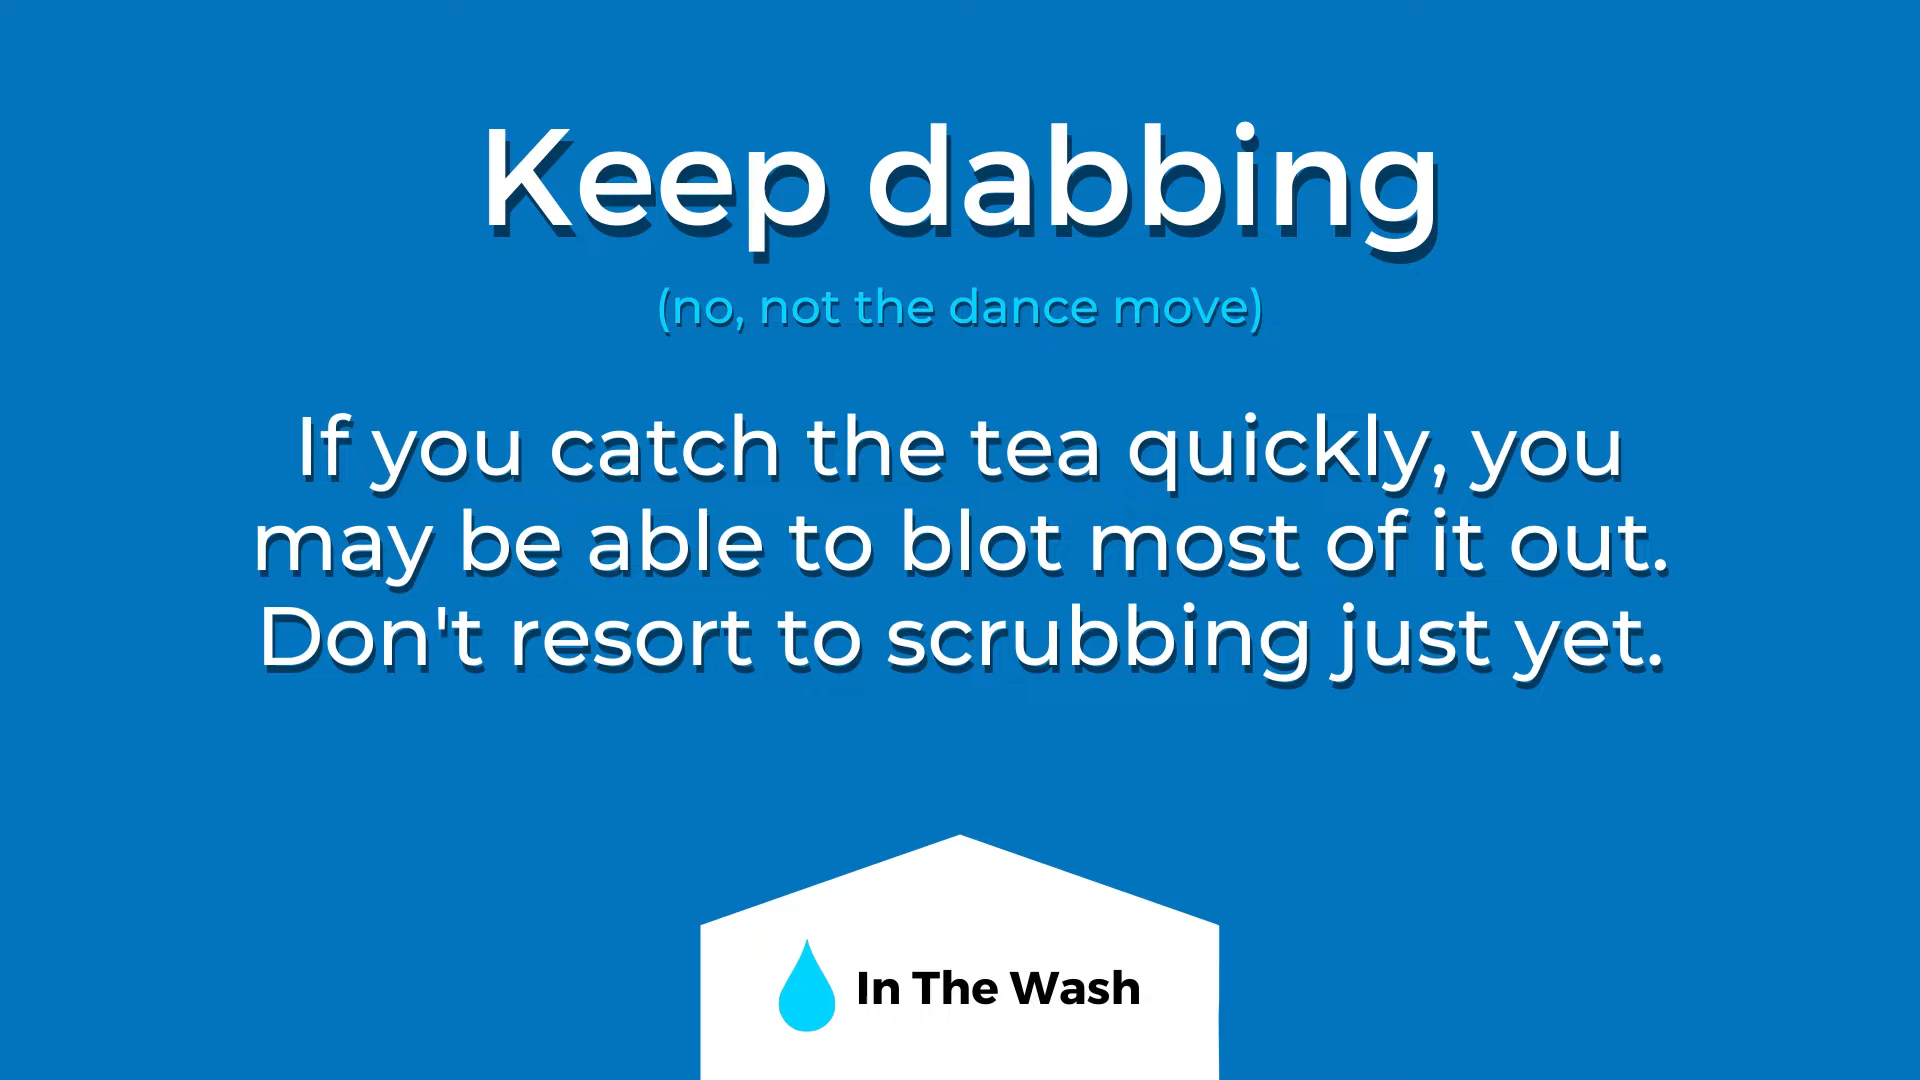 Keep dabbing
(no, not the dance move)
If you catch the tea quickly, you
may be able to blot most of it out.
Don't resort to scrubbing just yet.
In The Wash